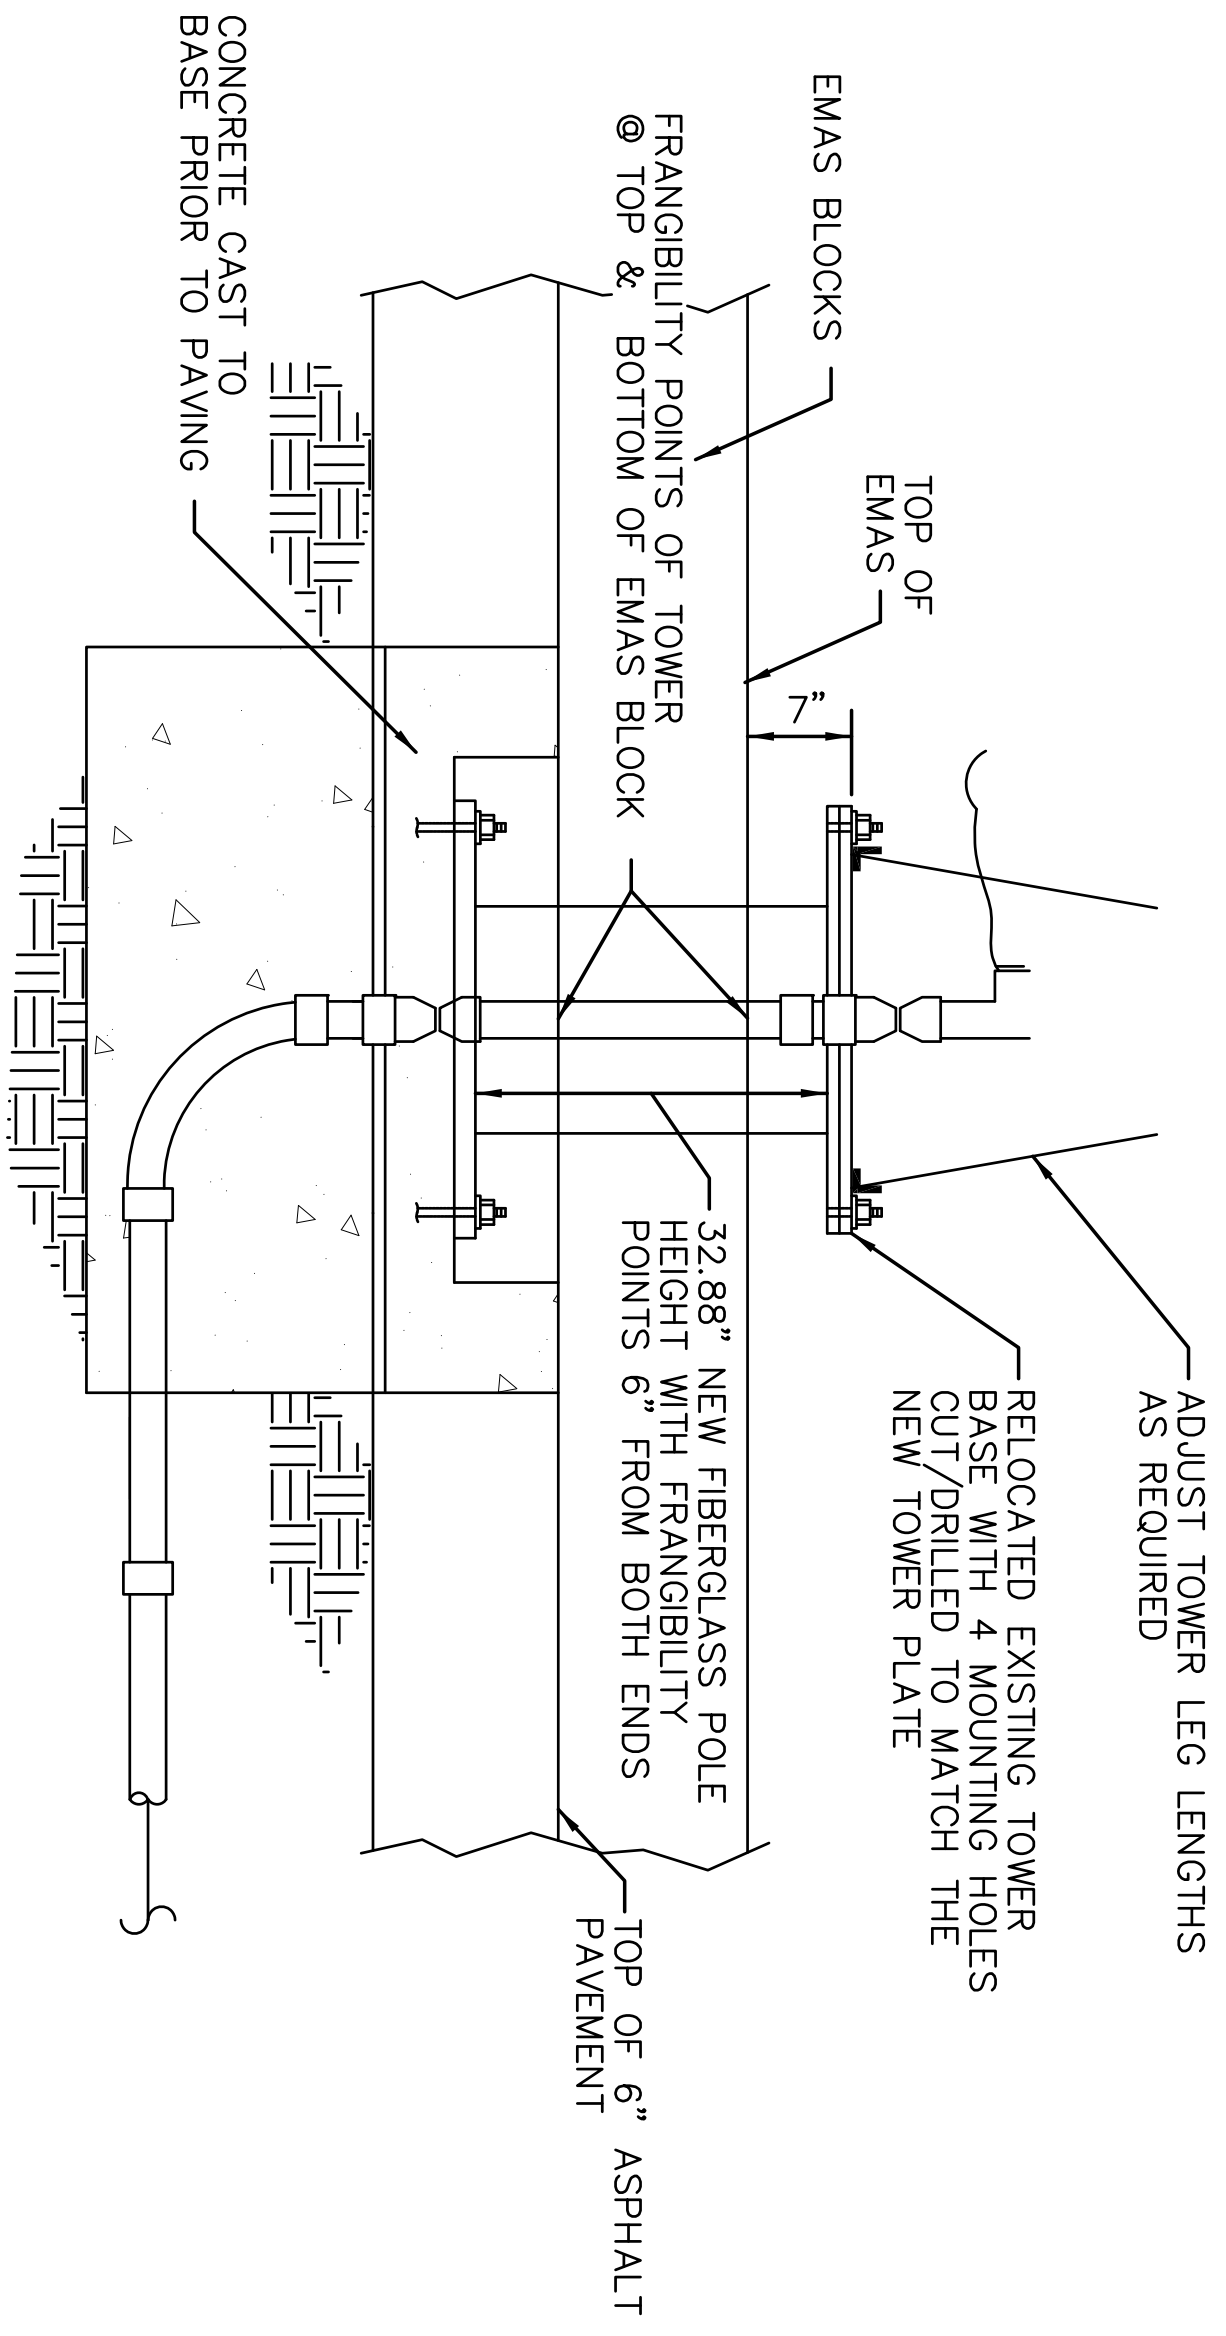 ADJUST TOWER LEG LENGTHS
AS REQUIRED
RELOCATED EXISTING TOWER
BASE WITH 4 MOUNTING HOLES
CUT/DRILLED TO MATCH THE
NEW TOWER PLATE
TOP OF
EMAS
EMAS BLOCKS
7"
32.88" NEW FIBERGLASS POLE
HEIGHT WITH FRANGIBILITY
POINTS 6" FROM BOTH ENDS
FRANGIBILITY POINTS OF TOWER
@ TOP & BOTTOM OF EMAS BLOCK
TOP OF 6" ASPHALT
PAVEMENT
CONCRETE CAST TO
BASE PRIOR TO PAVING